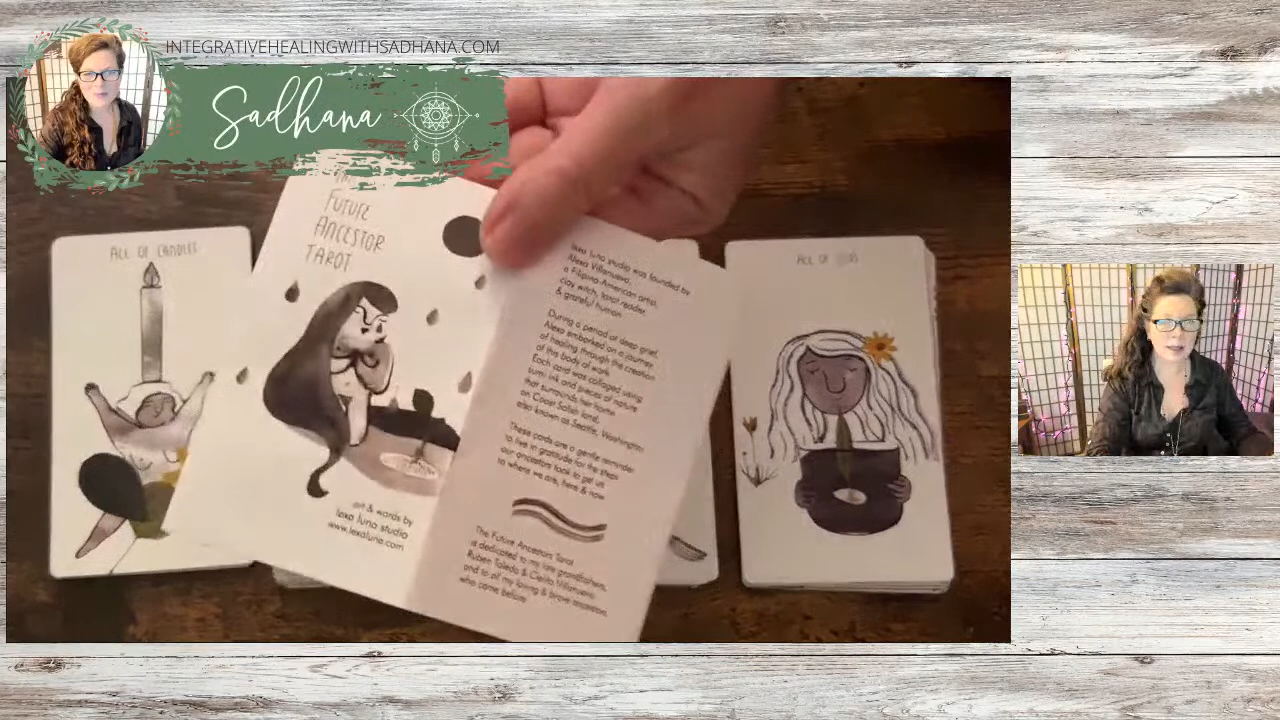 INTEGRATIVEHEALINGWITHSADHANA.COM
Sadhana
ACE OF CANDLES
FUTURE
ANCESTOR
TAROT
art & words by
lexa luna studio
www.lexaluna.com
lexa luna studio was founded by
Alexa Villanueva,
a Filipino-American artist,
clay witch, tarot reader,
& grateful human.
During a period of deep grief,
Alexa embarked on a journey
of healing through the creation
of this body of work.
Each card was collaged using
sumi ink and pieces of nature
that surrounds her home
on Coast Salish land,
also known as Seattle, Washington.
These cards are a gentle reminder
to live in gratitude for the steps
our ancestors took to get us
to where we are, here & now.
The Future Ancestors Tarot
is dedicated to my late grandfathers,
Ruben Toledo & Clerito Villanueva,
and to all my loving & brave ancestors
who came before.
ACE OF